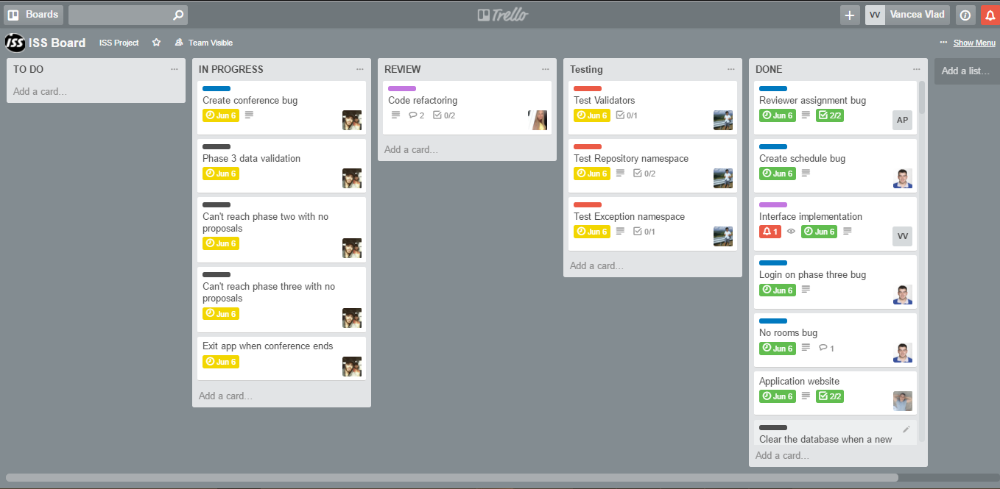 Boards
Trello
VV Vancea Vlad
ISS ISS Board ISS Project Team Visible
... Show Menu
TO DO ...
Add a card...
IN PROGRESS ...
Create conference bug
Jun 6
Phase 3 data validation
Jun 6
Can't reach phase two with no
proposals
Jun 6
Can't reach phase three with no
proposals
Jun 6
Exit app when conference ends
Jun 6
Add a card...
REVIEW ...
Code refactoring
2 0/2
Add a card...
Testing ...
Test Validators
Jun 6 0/1
Test Repository namespace
Jun 6 0/2
Test Exception namespace
Jun 6 0/1
Add a card...
DONE ...
Reviewer assignment bug
Jun 6 2/2
AP
Create schedule bug
Jun 6
Interface implementation
1 Jun 6
VV
Login on phase three bug
Jun 6
No rooms bug
Jun 6 1
Application website
Jun 6 2/2
Clear the database when a new
Add a card...
Add a list...